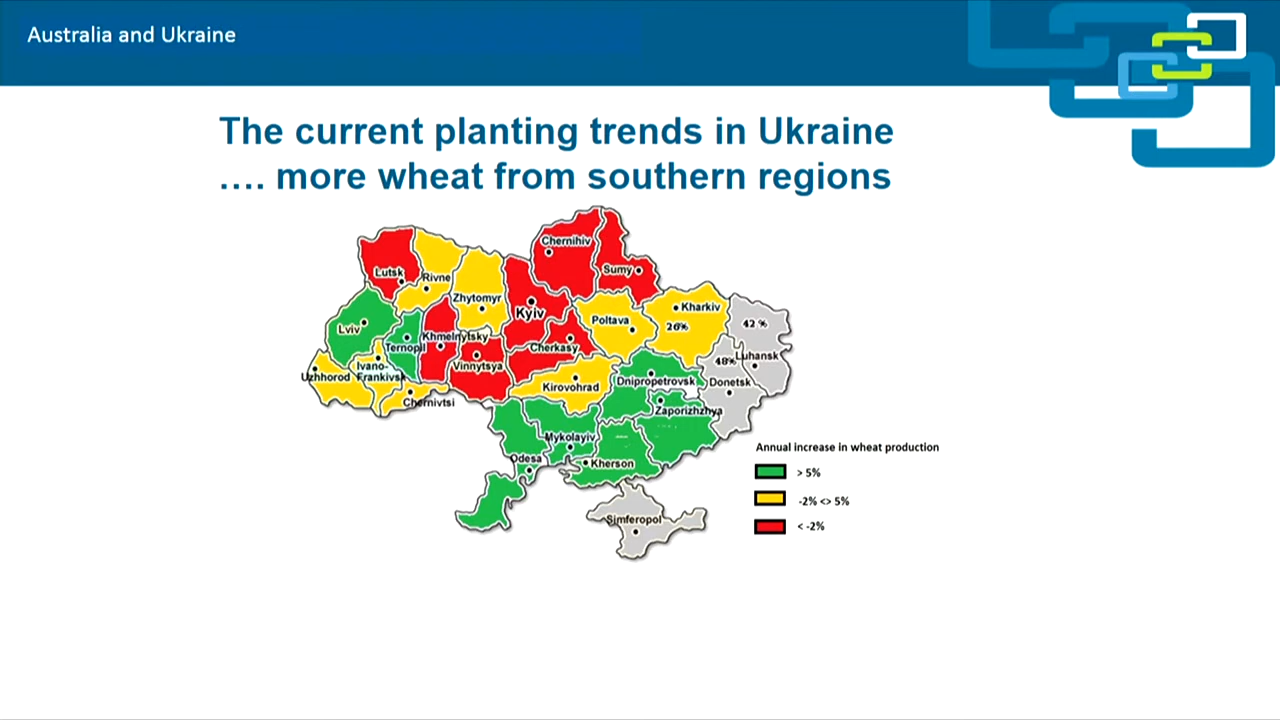 Australia and Ukraine
The current planting trends in Ukraine
.... more wheat from southern regions
Chernihiv
Lutsk
Rivne
Sumy
Zhytomyr
Kyiv
Kharkiv
Poltava
26%
42 %
Lviv
Ternopil
Khmelnytsky
Cherkasy
Vinnytsya
Luhansk
48%
Uzhhorod
Ivano-
Frankivsk
Kirovohrad
Dnipropetrovsk
Donetsk
Chernivtsi
Zaporizhzhya
Mykolayiv
Odesa
Kherson
Simferopol
Annual increase in wheat production
> 5%
-2% <> 5%
< -2%